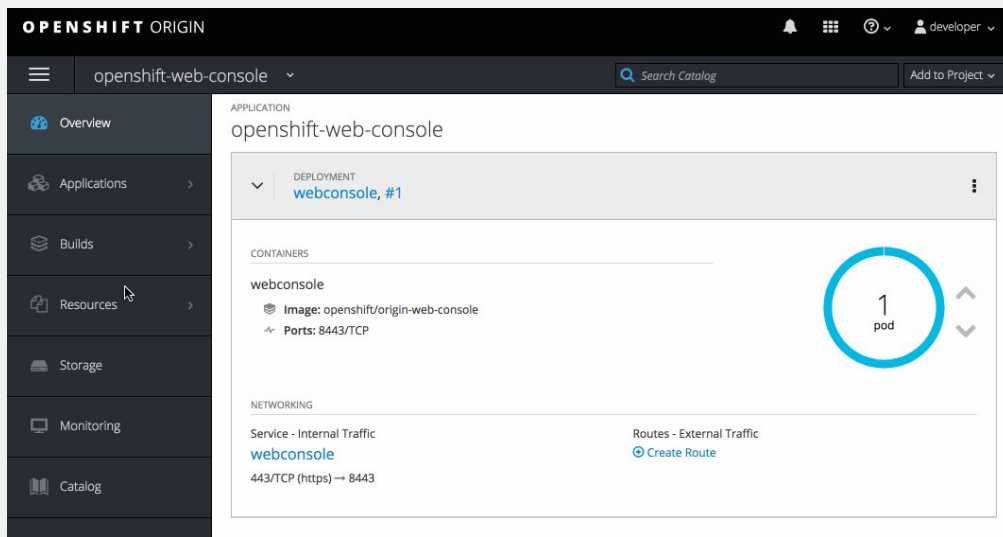 OPENSHIFT ORIGIN
developer
openshift-web-console
Search Catalog
Add to Project
Overview
Applications
Builds
Resources
Storage
Monitoring
Catalog
APPLICATION
openshift-web-console
DEPLOYMENT
webconsole, #1
CONTAINERS
webconsole
Image: openshift/origin-web-console
Ports: 8443/TCP
1
pod
NETWORKING
Service - Internal Traffic
webconsole
443/TCP (https) → 8443
Routes - External Traffic
Create Route